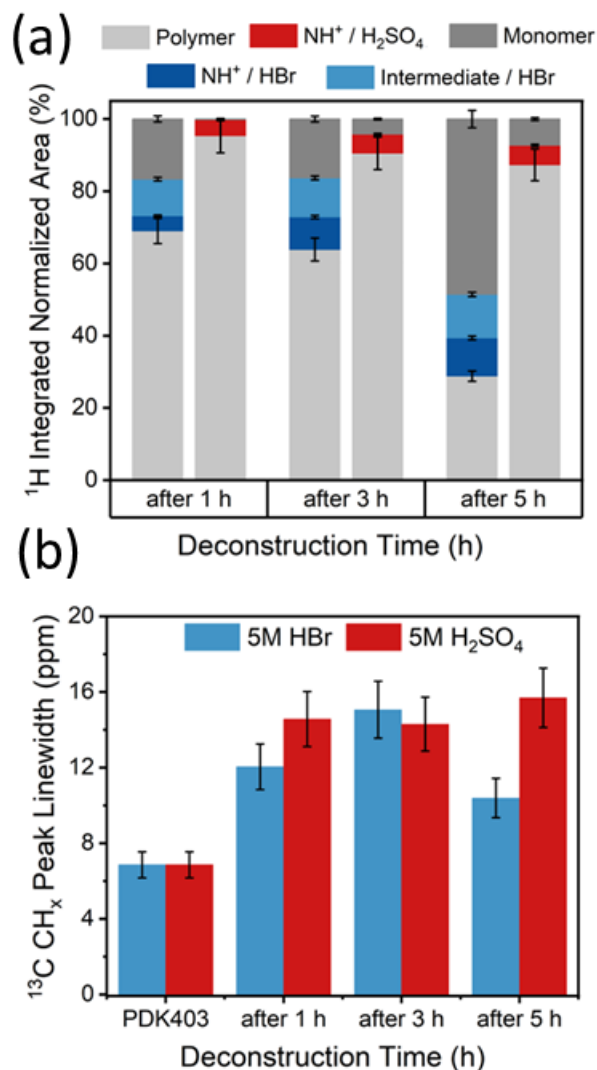 (a)
Polymer NH⁺ / H₂SO₄ Monomer
NH⁺ / HBr Intermediate / HBr
¹H Integrated Normalized Area (%)
100
80
60
40
20
0
after 1 h after 3 h after 5 h
Deconstruction Time (h)
(b)
¹³C CHₓ Peak Linewidth (ppm)
5M HBr 5M H₂SO₄
20
16
12
8
4
0
PDK403 after 1 h after 3 h after 5 h
Deconstruction Time (h)